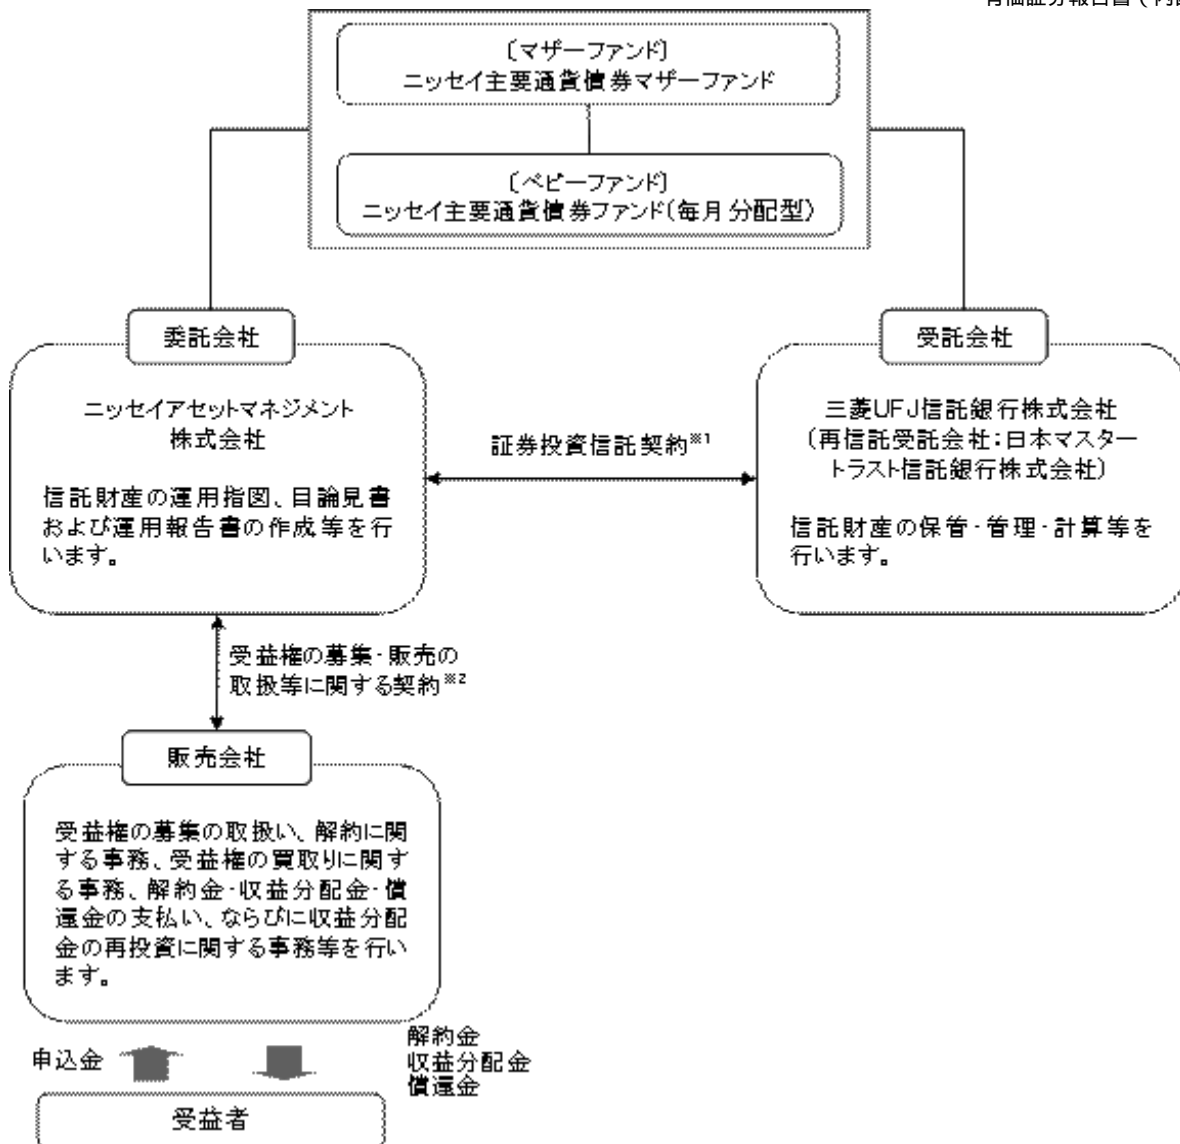 〔マザーファンド〕
ニッセイ主要通貨債券マザーファンド
〔ベビーファンド〕
ニッセイ主要通貨債券ファンド(毎月分配型)
委託会社
ニッセイアセットマネジメント
株式会社
信託財産の運用指図、目論見書
および運用報告書の作成等を行
います。
証券投資信託契約※1
受託会社
三菱UFJ信託銀行株式会社
(再信託受託会社:日本マスター
トラスト信託銀行株式会社)
信託財産の保管・管理・計算等を
行います。
受益権の募集・販売の
取扱等に関する契約※2
販売会社
受益権の募集の取扱い、解約に関
する事務、受益権の買取りに関す
る事務、解約金・収益分配金・償
還金の支払い、ならびに収益分配
金の再投資に関する事務等を行い
ます。
申込金
解約金
収益分配金
償還金
受益者